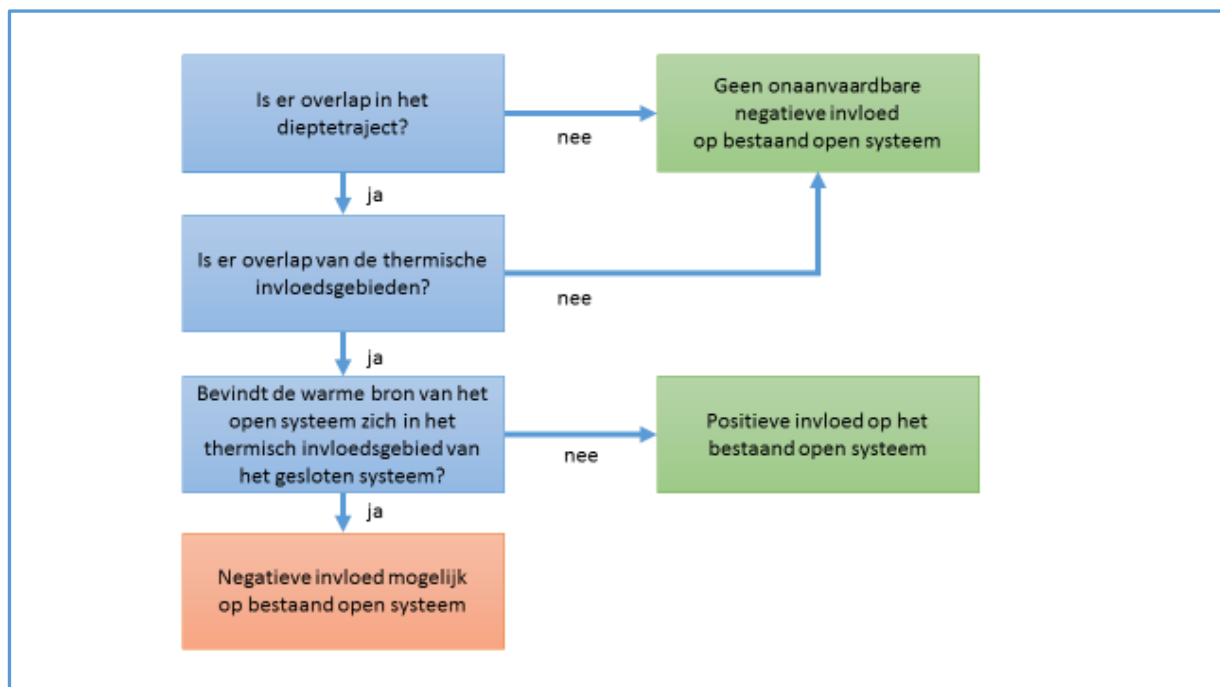 Is er overlap in het
dieptetraject?
nee
Geen onaanvaardbare
negatieve invloed
op bestaand open systeem
ja
Is er overlap van de thermische
invloedsgebieden?
nee
ja
Bevindt de warme bron van het
open systeem zich in het
thermisch invloedsgebied van
het gesloten systeem?
nee
Positieve invloed op het
bestaand open systeem
ja
Negatieve invloed mogelijk
op bestaand open systeem